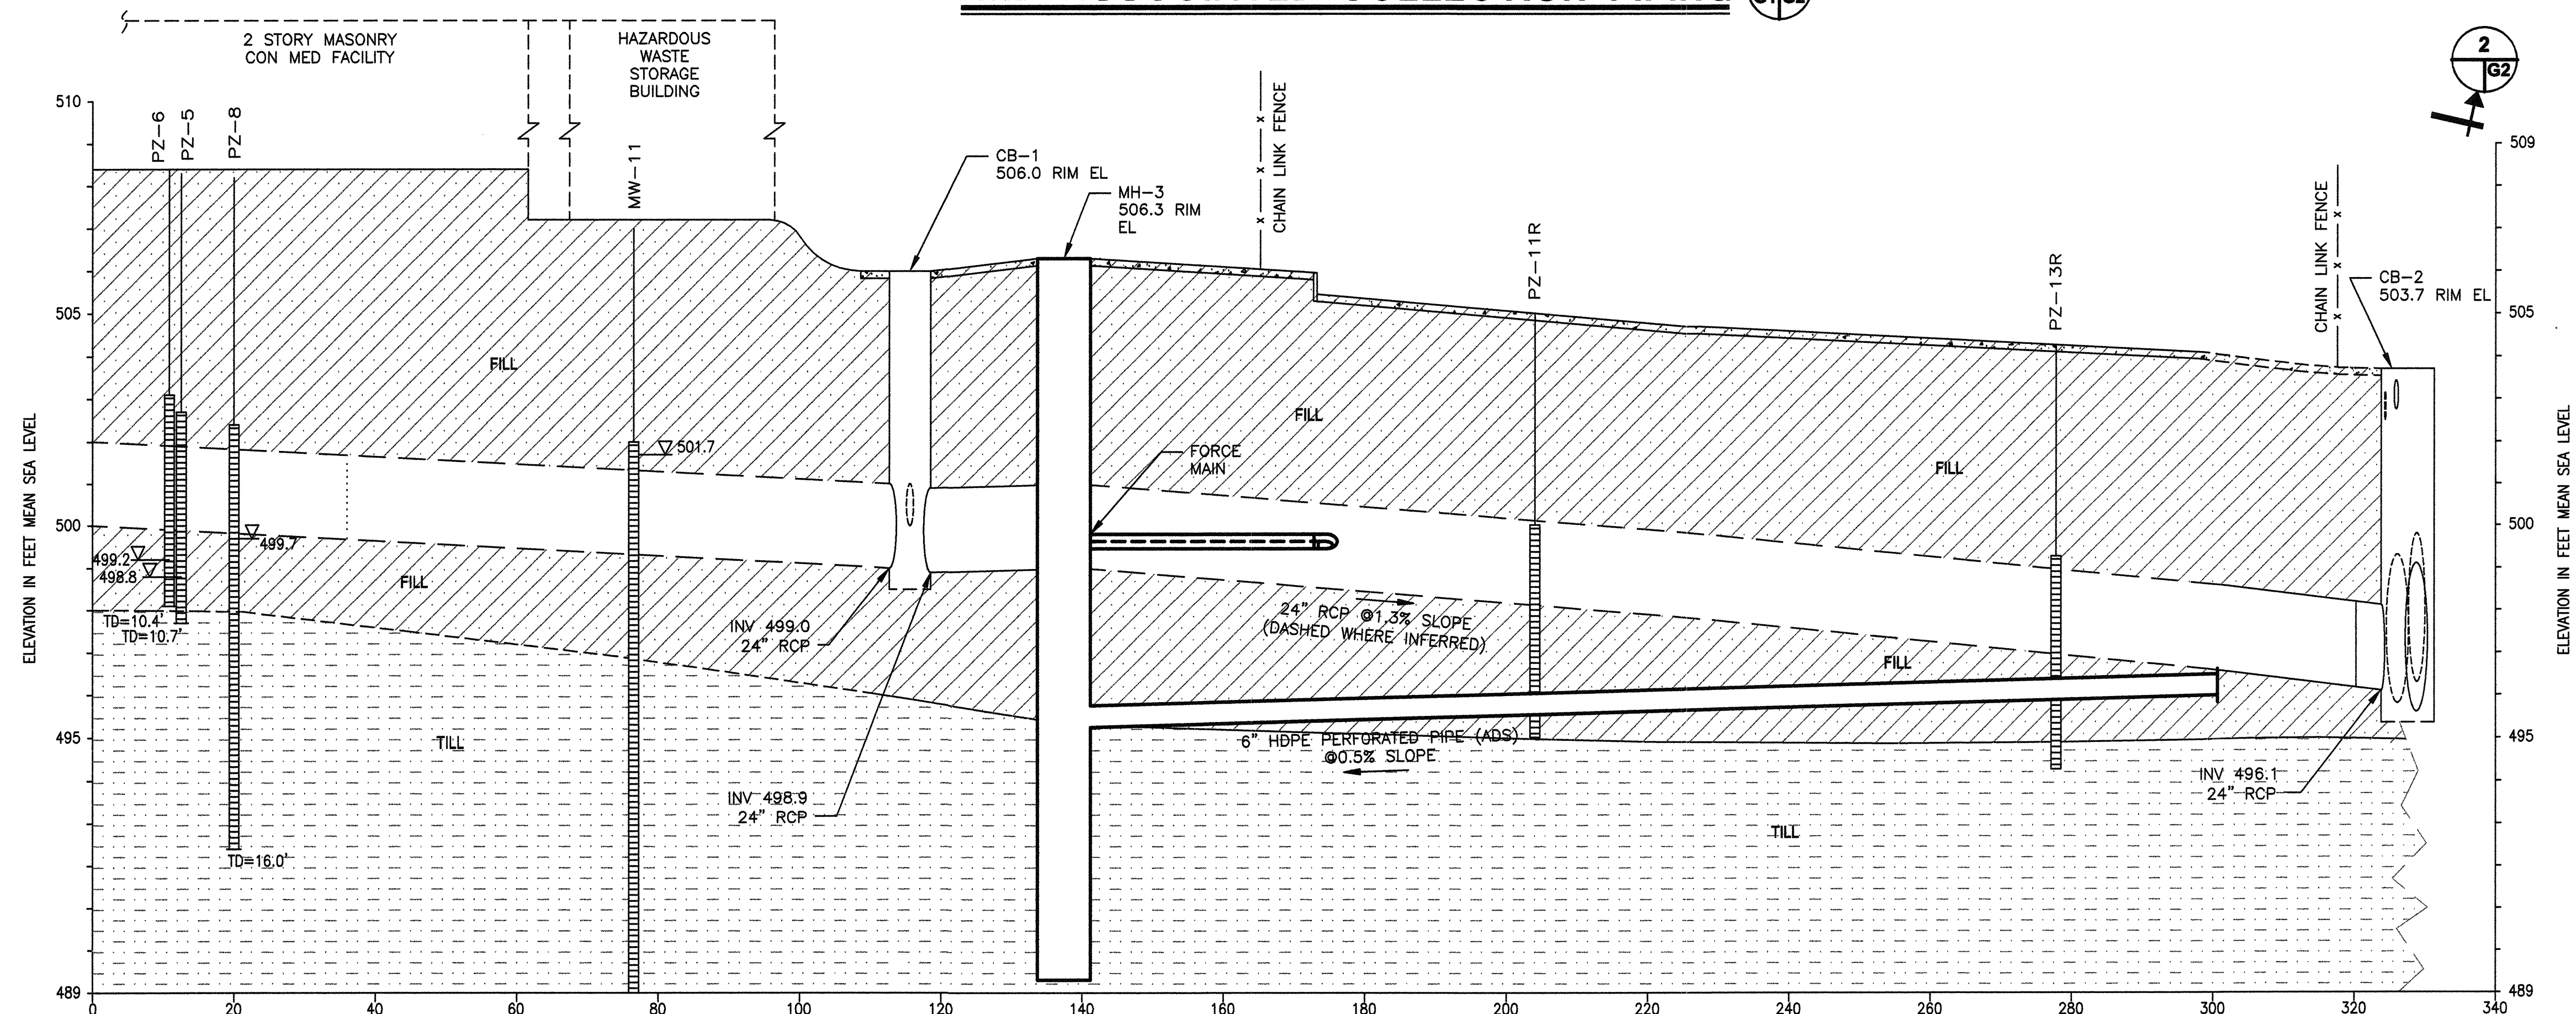 2 STORY MASONRY
CON MED FACILITY
HAZARDOUS
WASTE
STORAGE
BUILDING
2
G2
510
509
PZ-6
PZ-5
PZ-8
MW-11
CB-1
506.0 RIM EL
MH-3
506.3 RIM
EL
CHAIN LINK FENCE
PZ-11R
PZ-13R
CHAIN LINK FENCE
CB-2
503.7 RIM EL
505
505
FILL
FILL
FILL
501.7
FORCE
MAIN
ELEVATION IN FEET MEAN SEA LEVEL
ELEVATION IN FEET MEAN SEA LEVEL
500
500
499.7
499.2
498.8
FILL
TD=10.4'
TD=10.7'
INV 499.0
24" RCP
24" RCP @1.3% SLOPE
(DASHED WHERE INFERRED)
FILL
495
495
TILL
6" HDPE PERFORATED PIPE (ADS)
@0.5% SLOPE
INV 498.9
24" RCP
INV 496.1
24" RCP
TILL
TD=16.0'
489
489
0 20 40 60 80 100 120 140 160 180 200 220 240 260 280 300 320 340